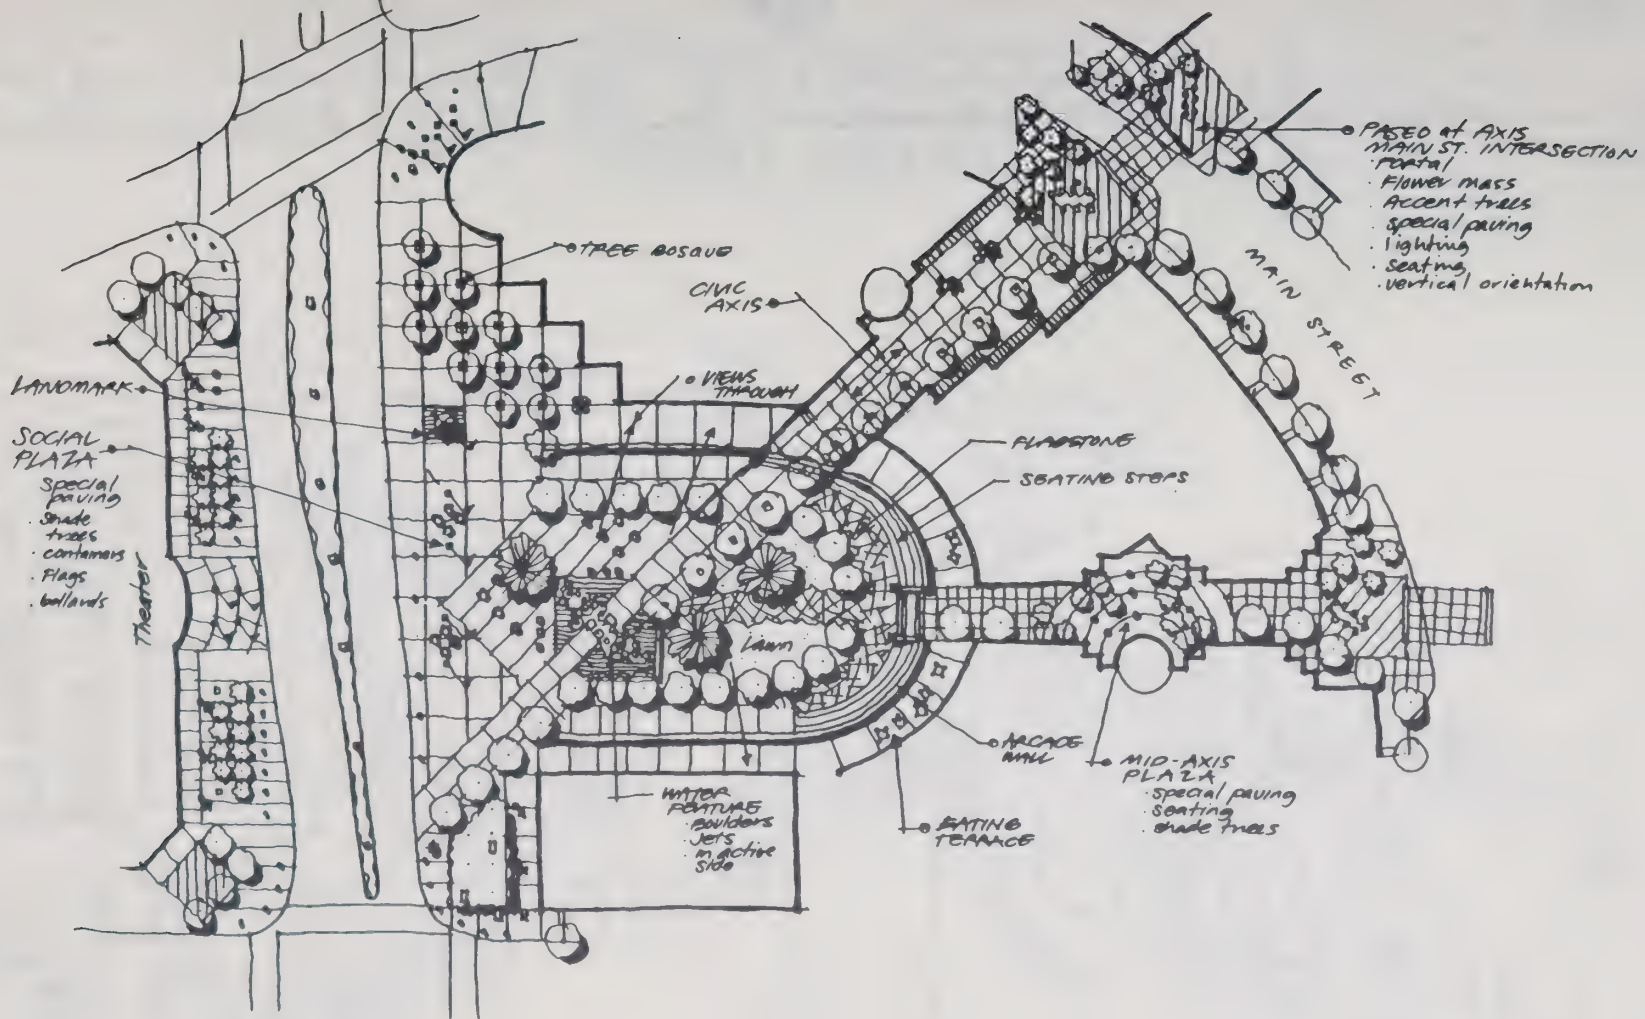 PASEO at AXIS
MAIN ST. INTERSECTION
· Portal
· Flower mass
· Accent trees
· special paving
· lighting
· seating
· vertical orientation
TREE BOSQUE
CIVIC
AXIS
MAIN STREET
LANDMARK
VIEWS
THROUGH
SOCIAL
PLAZA
special
paving
· shade
trees
· containers
· Flags
· bollards
Theater
FLAGSTONE
SEATING STEPS
Lawn
ARCADE
WALL
MID-AXIS
PLAZA
· special paving
· seating
· shade trees
WATER
FEATURE
· Boulders
· Jets
· in active
side
EATING
TERRACE